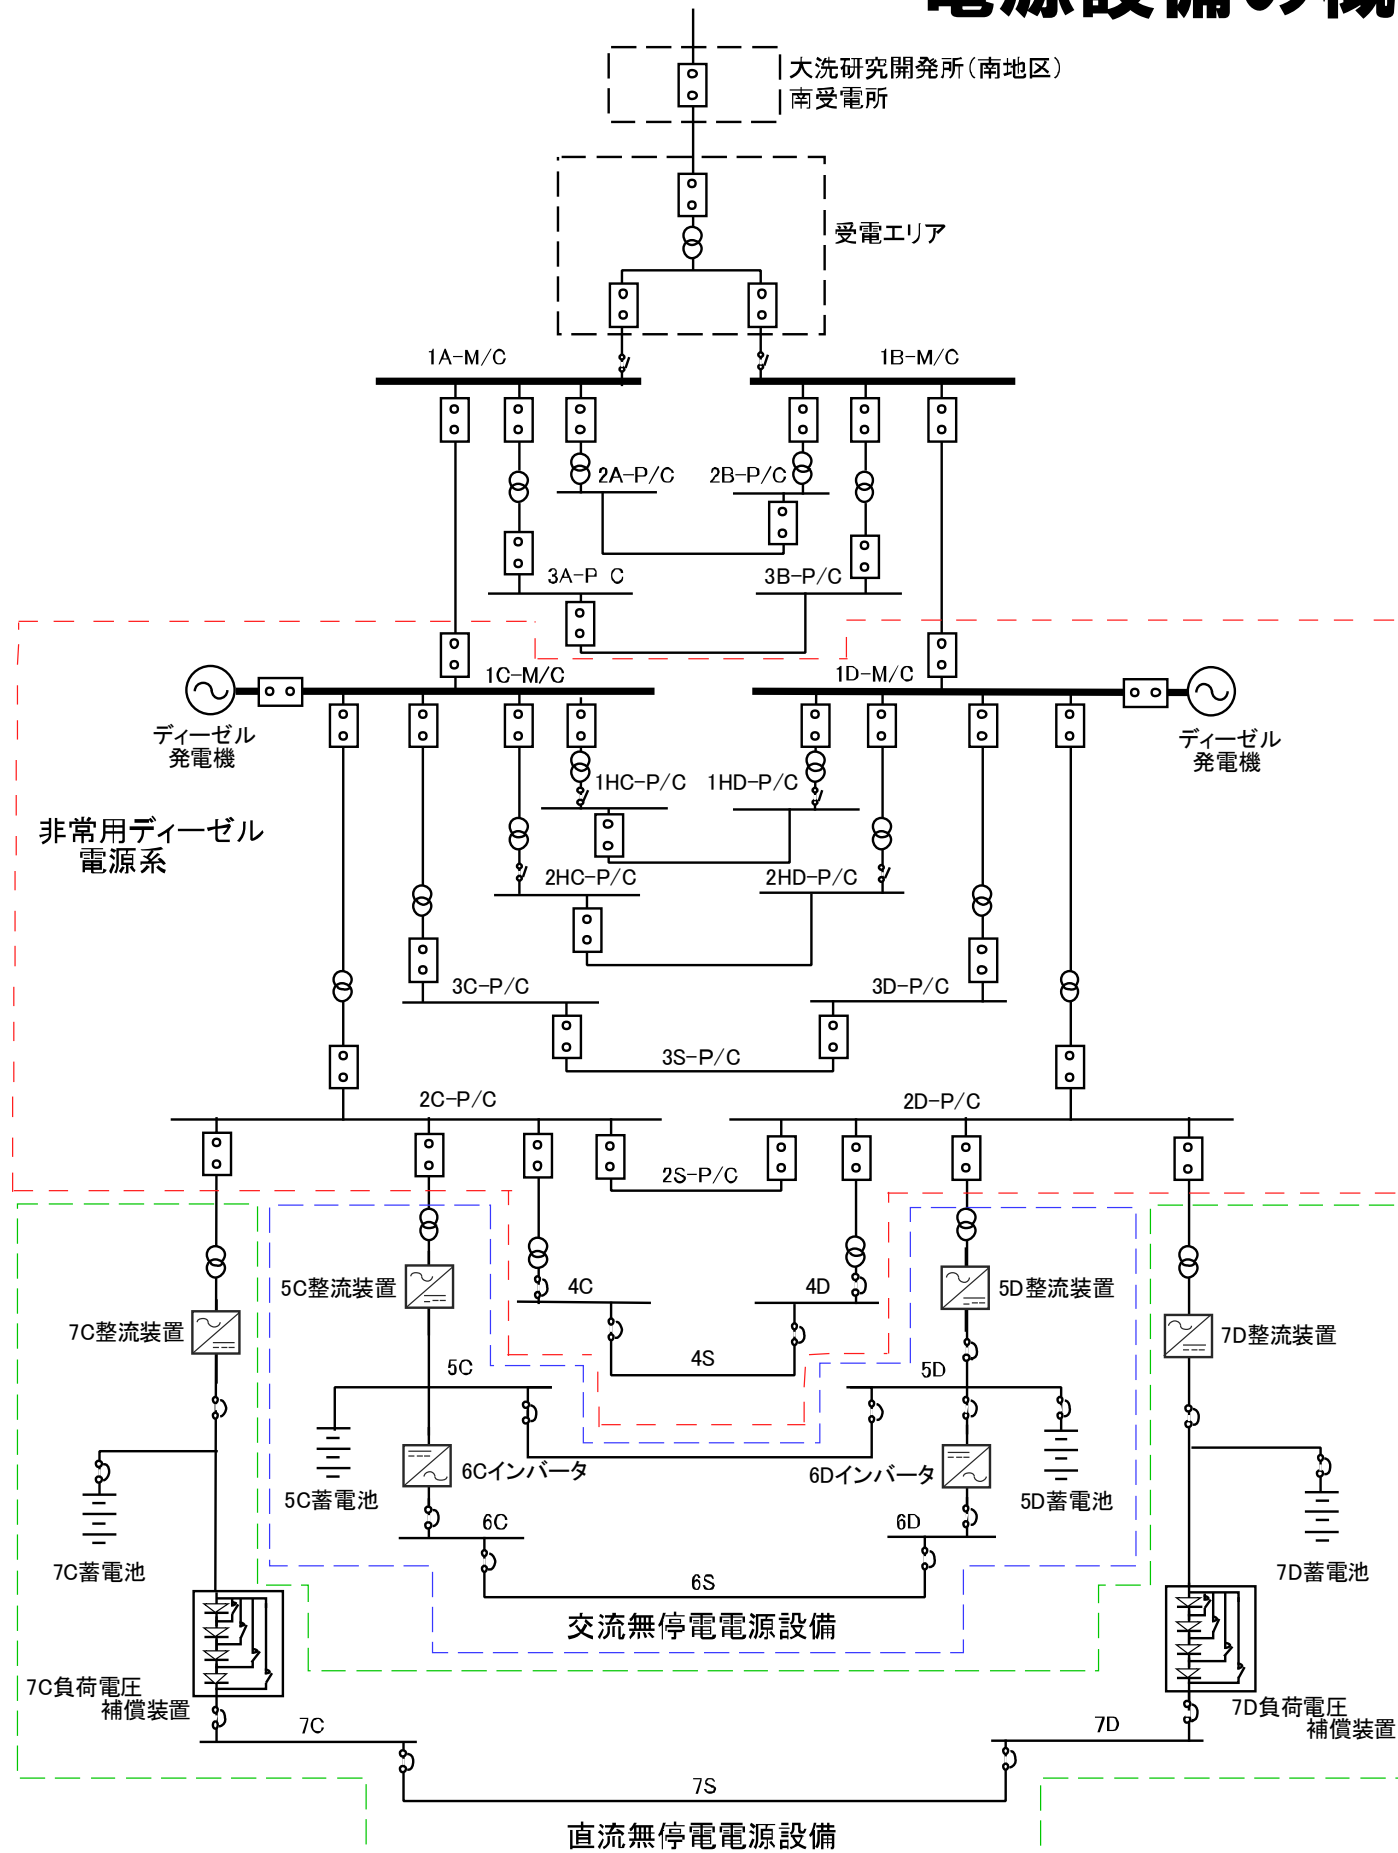 電源設備の概
大洗研究開発所(南地区)
南受電所
受電エリア
1A-M/C
1B-M/C
2A-P/C
2B-P/C
3A-P C
3B-P/C
1C-M/C
1D-M/C
ディーゼル
発電機
ディーゼル
発電機
1HC-P/C
1HD-P/C
非常用ディーゼル
電源系
2HC-P/C
2HD-P/C
3C-P/C
3D-P/C
3S-P/C
2C-P/C
2D-P/C
2S-P/C
5C整流装置
4C
4D
5D整流装置
7C整流装置
7D整流装置
4S
5C
5D
6Cインバータ
6Dインバータ
5C蓄電池
5D蓄電池
6C
6D
7C蓄電池
7D蓄電池
6S
交流無停電電源設備
7C負荷電圧
補償装置
7D負荷電圧
補償装置
7C
7D
7S
直流無停電電源設備